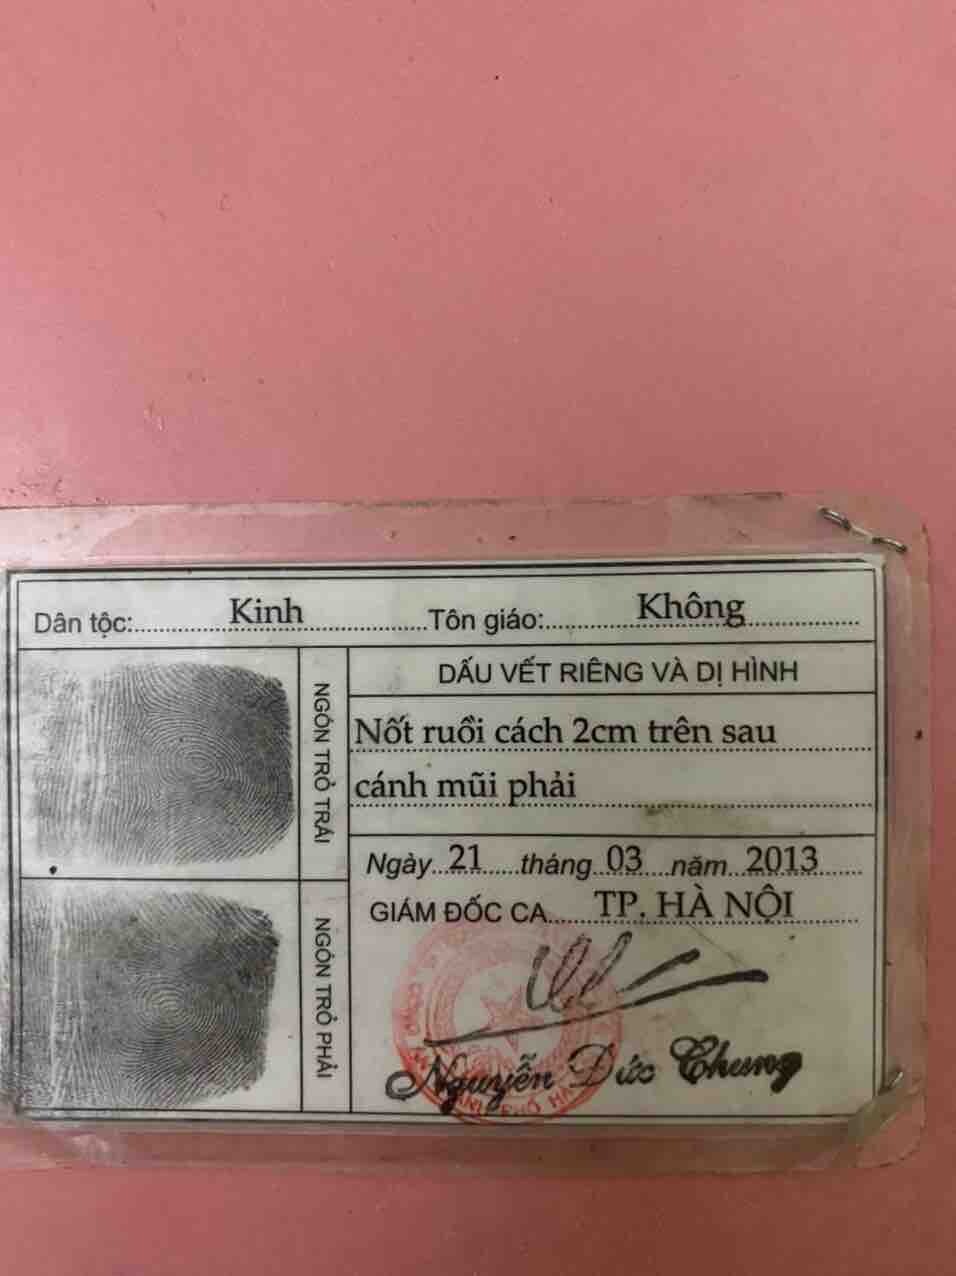 Dân tộc: Kinh Tôn giáo: Không
NGÓN TRỎ TRÁI
DẤU VẾT RIÊNG VÀ DỊ HÌNH
Nốt ruồi cách 2cm trên sau
cánh mũi phải
NGÓN TRỎ PHẢI
Ngày 21 tháng 03 năm 2013
GIÁM ĐỐC CA TP. HÀ NỘI
Nguyễn Đức Chung